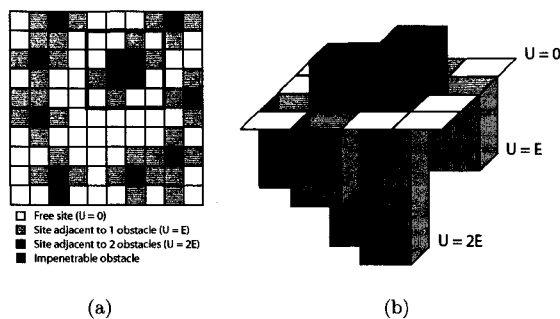 U = 0
U = E
U = 2E
Free site (U = 0)
Site adjacent to 1 obstacle (U = E)
Site adjacent to 2 obstacles (U = 2E)
Impenetrable obstacle
(a)
(b)